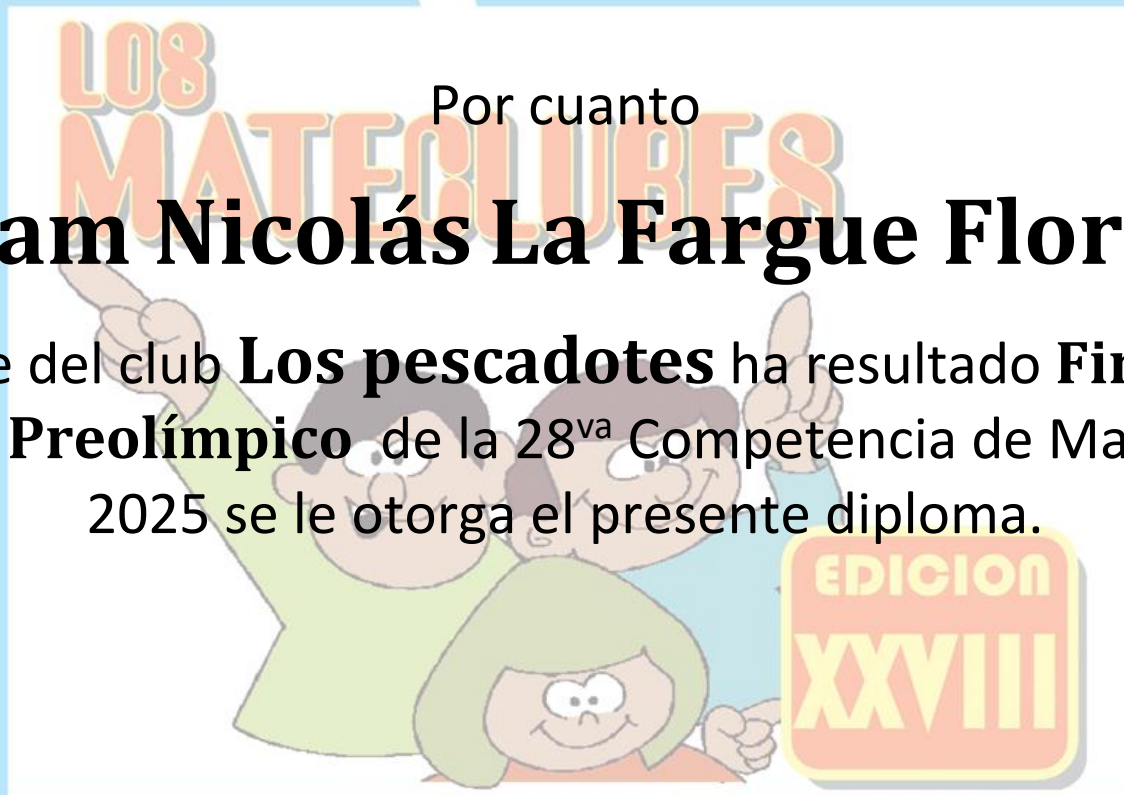 LOS
MATECLUBES
Por cuanto
am Nicolás La Fargue Flor
e del club Los pescadotes ha resultado Fin
Preolímpico de la 28va Competencia de Ma
2025 se le otorga el presente diploma.
EDICION
XXVIII